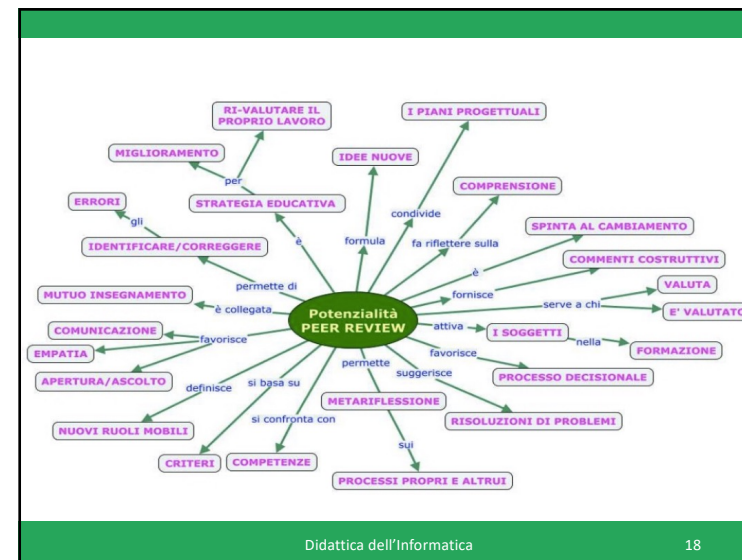 RI-VALUTARE IL
PROPRIO LAVORO
I PIANI PROGETTUALI
MIGLIORAMENTO
IDEE NUOVE
per
COMPRENSIONE
ERRORI
STRATEGIA EDUCATIVA
condivide
gli
SPINTA AL CAMBIAMENTO
IDENTIFICARE/CORREGGERE
è
formula
fa riflettere sulla
COMMENTI COSTRUTTIVI
è
permette di
VALUTA
MUTUO INSEGNAMENTO
fornisce
è collegata
serve a chi
E' VALUTATO
Potenzialità
PEER REVIEW
COMUNICAZIONE
attiva
I SOGGETTI
favorisce
nella
EMPATIA
FORMAZIONE
favorisce
permette
APERTURA/ASCOLTO
suggerisce
PROCESSO DECISIONALE
definisce
si basa su
METARIFLESSIONE
si confronta con
RISOLUZIONI DI PROBLEMI
NUOVI RUOLI MOBILI
sui
CRITERI
COMPETENZE
PROCESSI PROPRI E ALTRUI
Didattica dell'Informatica
18